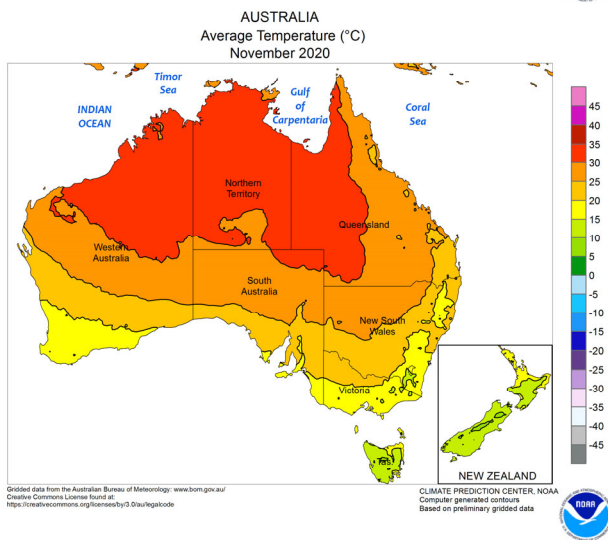 AUSTRALIA
Average Temperature (°C)
November 2020
Timor
Sea
INDIAN
OCEAN
Gulf
of
Carpentaria
Coral
Sea
Northern
Territory
Queensland
Western
Australia
South
Australia
New South
Wales
Victoria
Tas
NEW ZEALAND
45
40
35
30
25
20
15
10
5
0
-5
-10
-15
-20
-25
-30
-35
-40
-45
Gridded data from the Australian Bureau of Meteorology: www.bom.gov.au/
Creative Commons License found at:
https://creativecommons.org/licenses/by/3.0/au/legalcode
CLIMATE PREDICTION CENTER, NOAA
Computer generated contours
Based on preliminary gridded data
NOAA